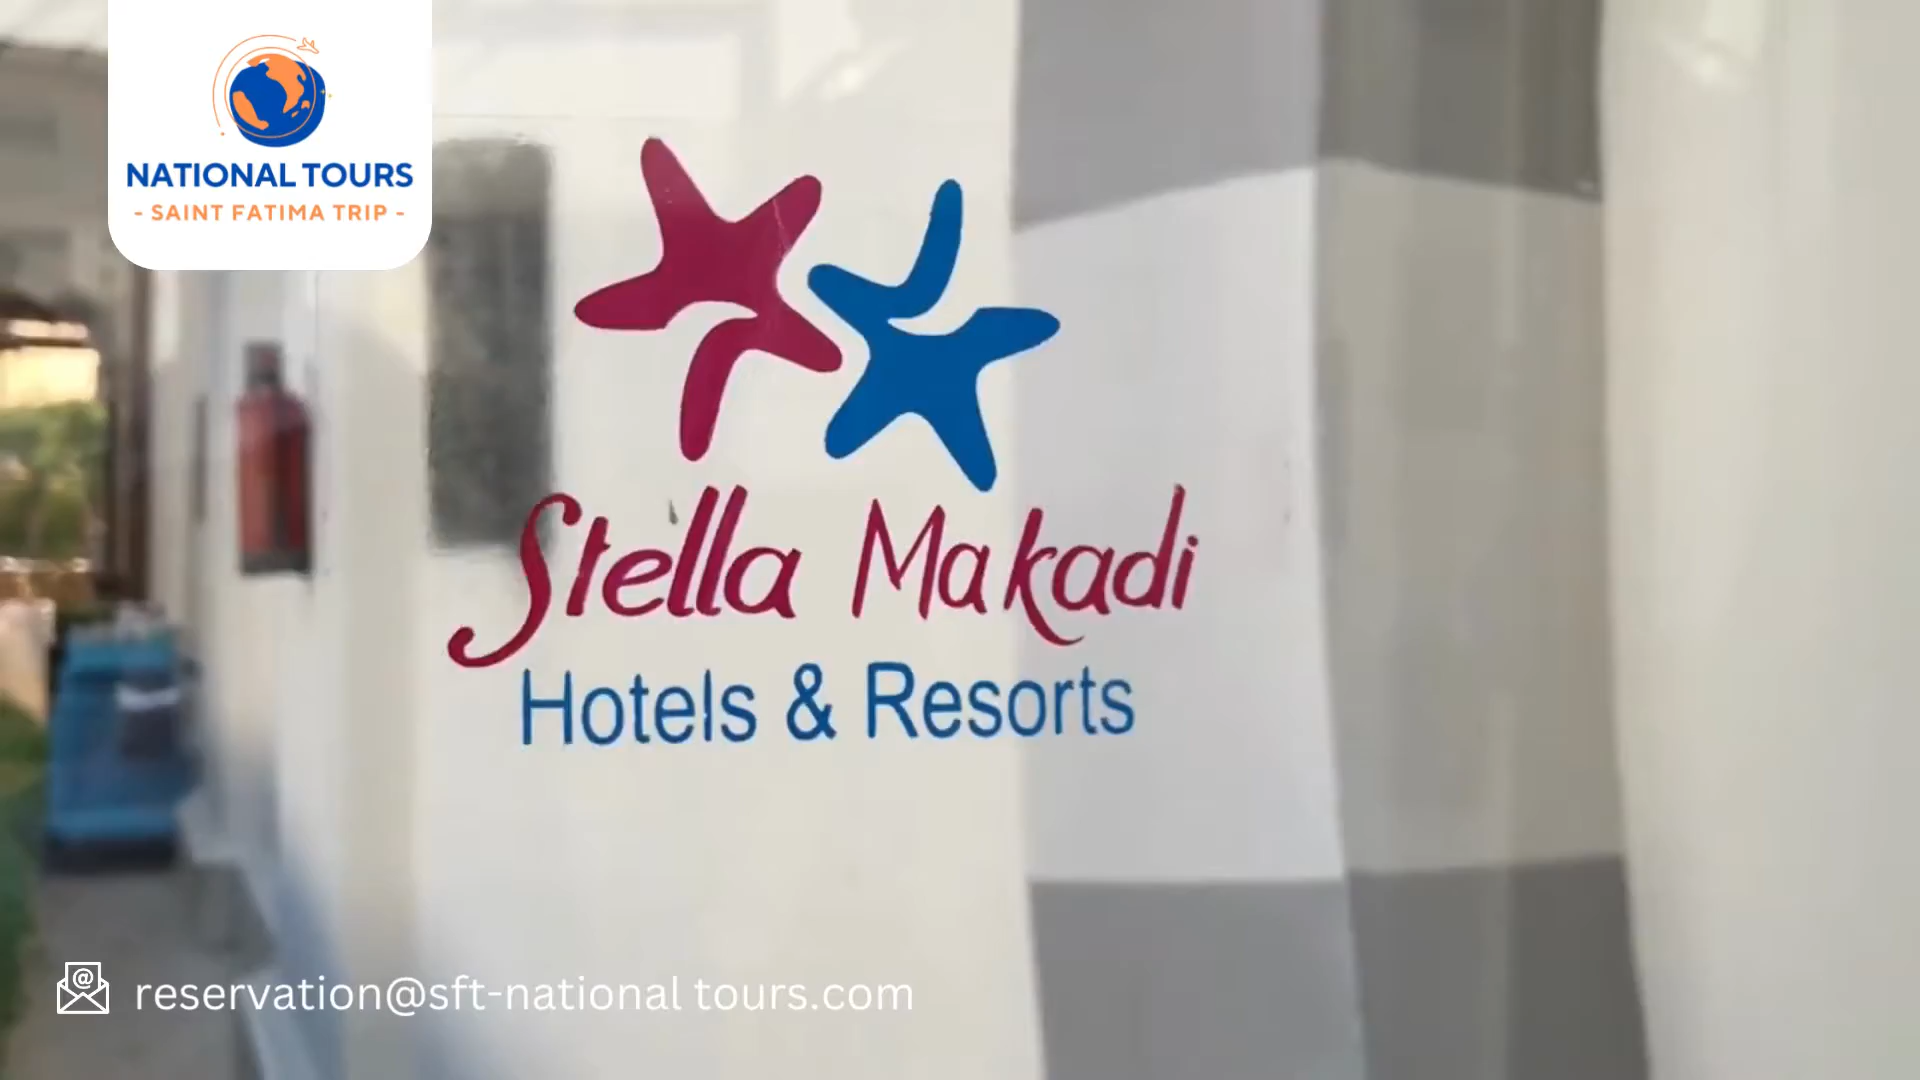 NATIONAL TOURS
- SAINT FATIMA TRIP -
Stella Makadi
Hotels & Resorts
@
reservation@sft-national tours.com